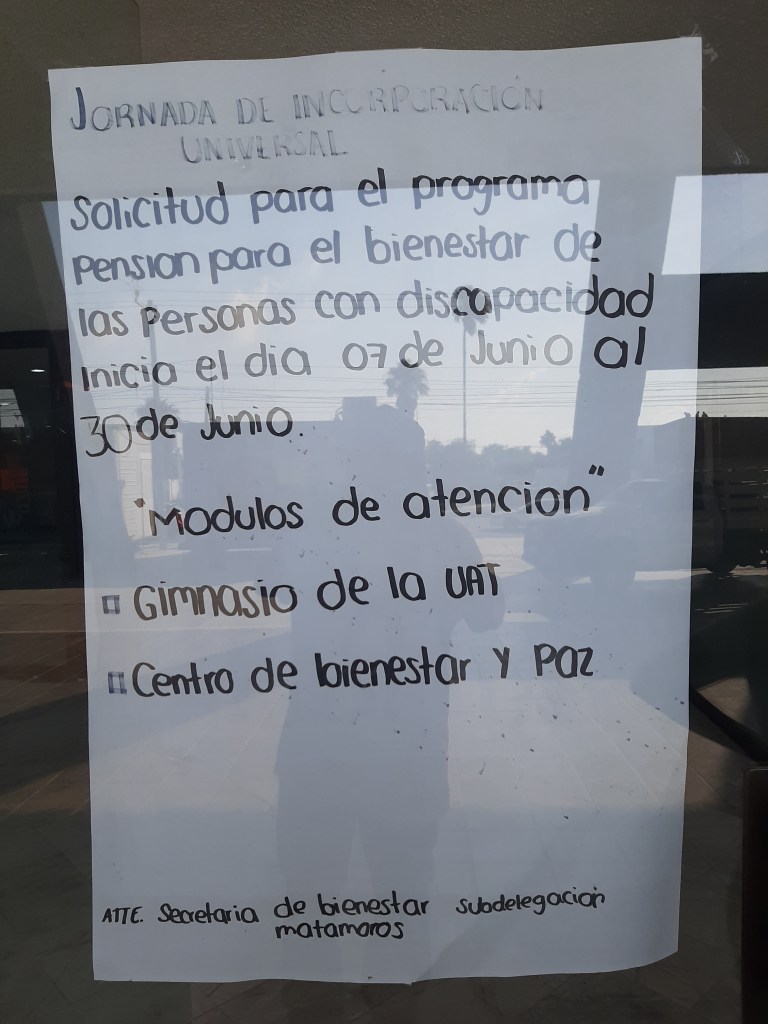 JORNADA DE INCORPORACIÓN
UNIVERSAL
Solicitud para el programa
Pension para el bienestar de
las Personas con discapacidad
Inicia el dia 07 de Junio al
30 de Junio.
"Modulos de atencion"
Gimnasio de la UAT
Centro de bienestar y Paz
ATTE. Secretaria de bienestar subdelegación
matamoros